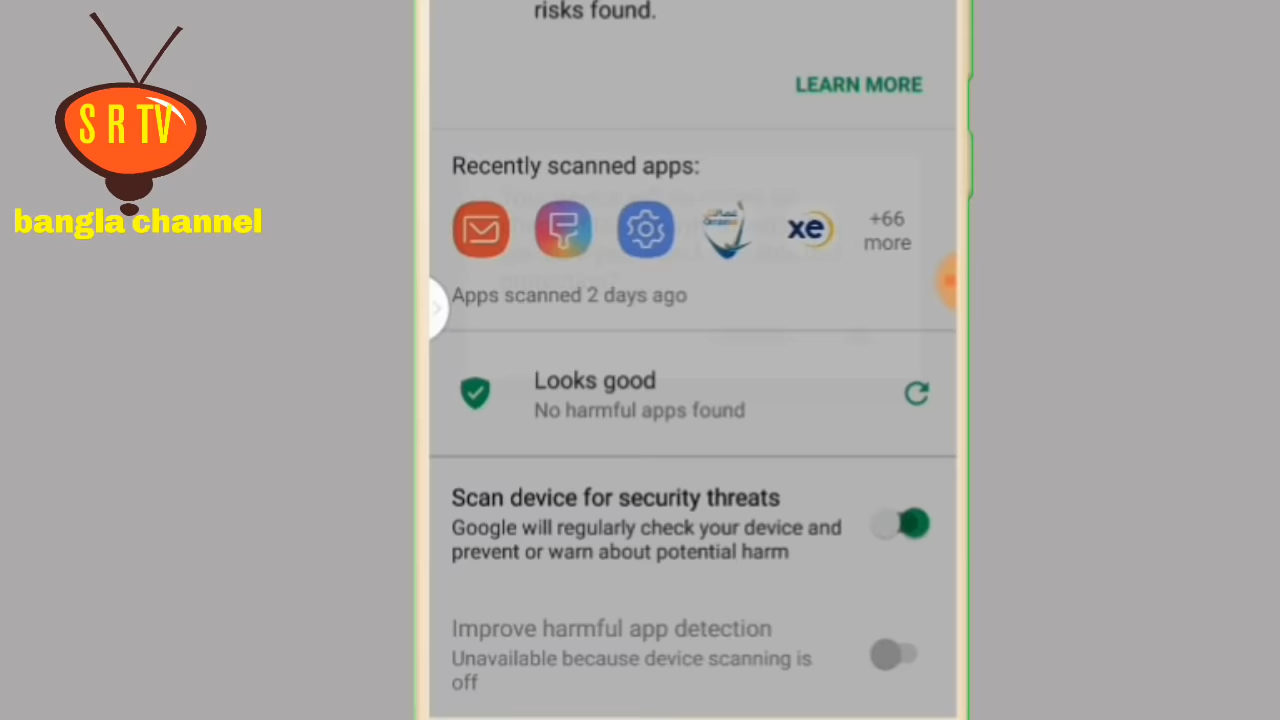 S R TV
bangla channel
risks found.
LEARN MORE
Recently scanned apps:
xe
+66
more
Apps scanned 2 days ago
Looks good
No harmful apps found
Scan device for security threats
Google will regularly check your device and
prevent or warn about potential harm
Improve harmful app detection
Unavailable because device scanning is
off